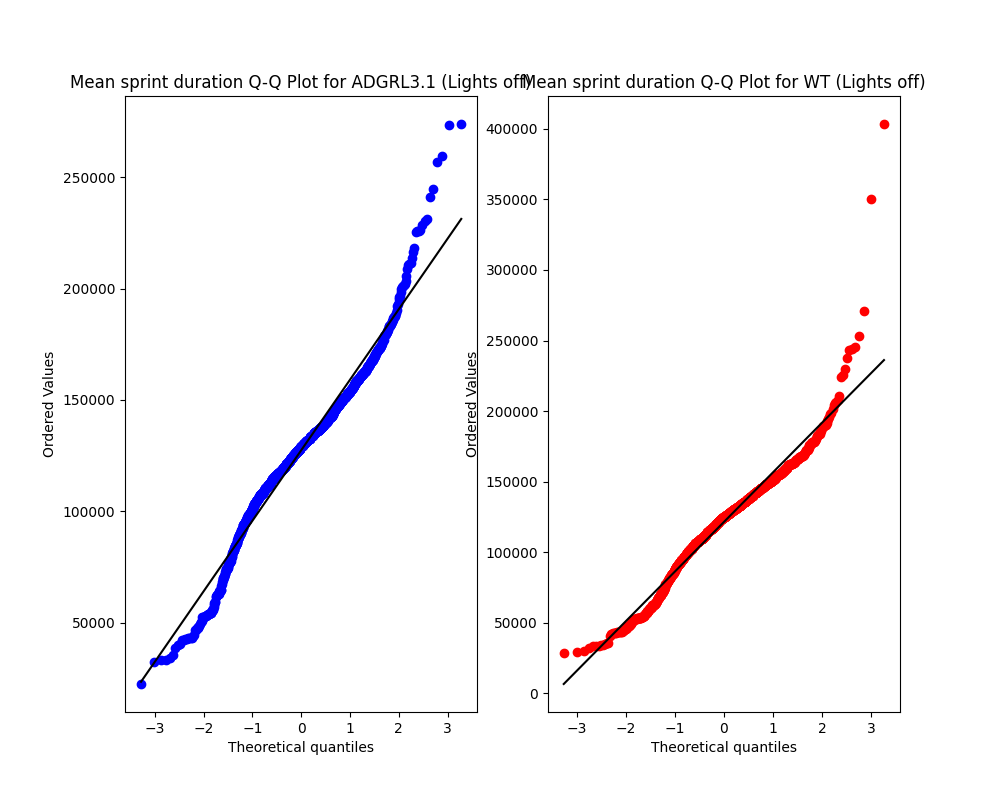 Mean sprint duration Q-Q Plot for ADGRL3.1 (Lights off)
250000
200000
150000
100000
50000
Ordered Values
−3 −2 −1 0 1 2 3
Theoretical quantiles
Mean sprint duration Q-Q Plot for WT (Lights off)
400000
350000
300000
250000
200000
150000
100000
50000
0
Ordered Values
−3 −2 −1 0 1 2 3
Theoretical quantiles